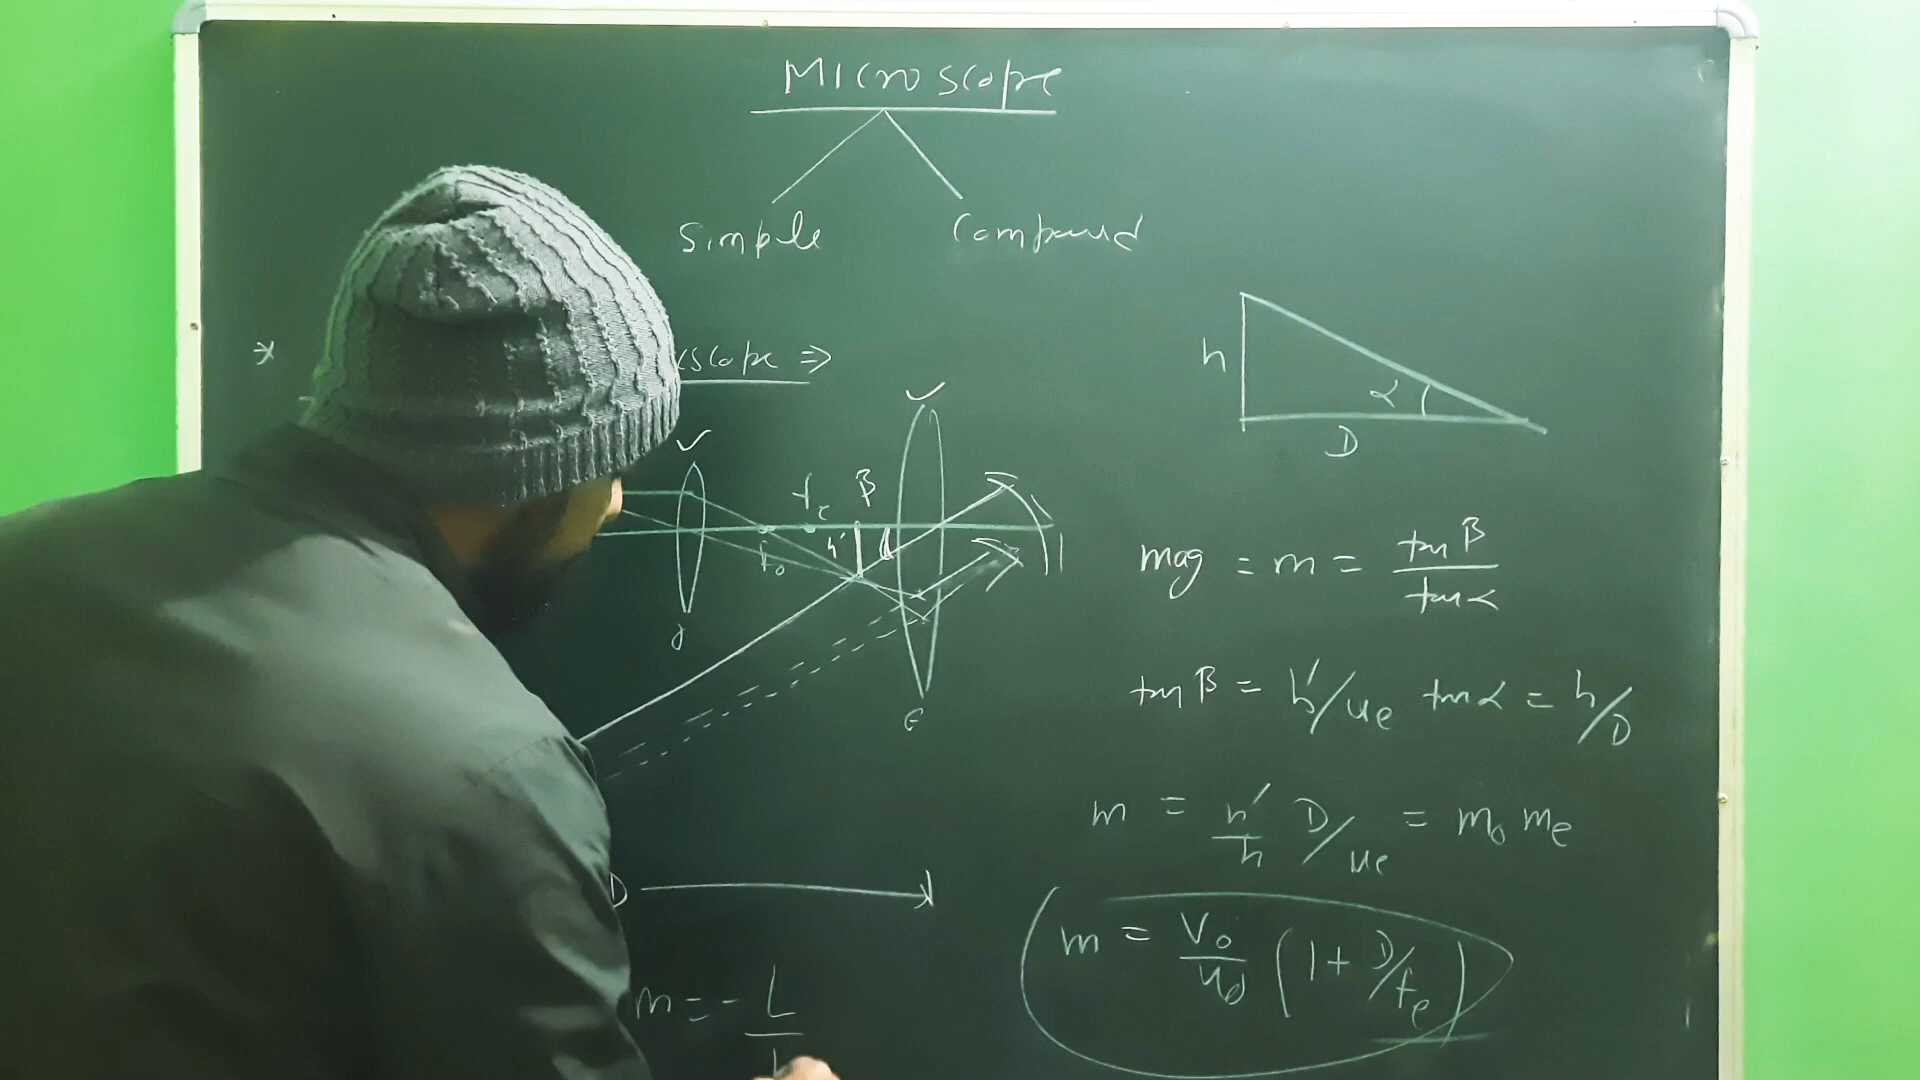 Microscope
Simple Compound
* scope ⇒
h
α
D
✓ ✓
fe β
h'
fo
o
e
mag = m = tan β / tan α
tan β = h'/ue tan α = h/D
m = h'/h D/ue = mo me
D
m = vo/uo (1 + D/fe)
m = - L